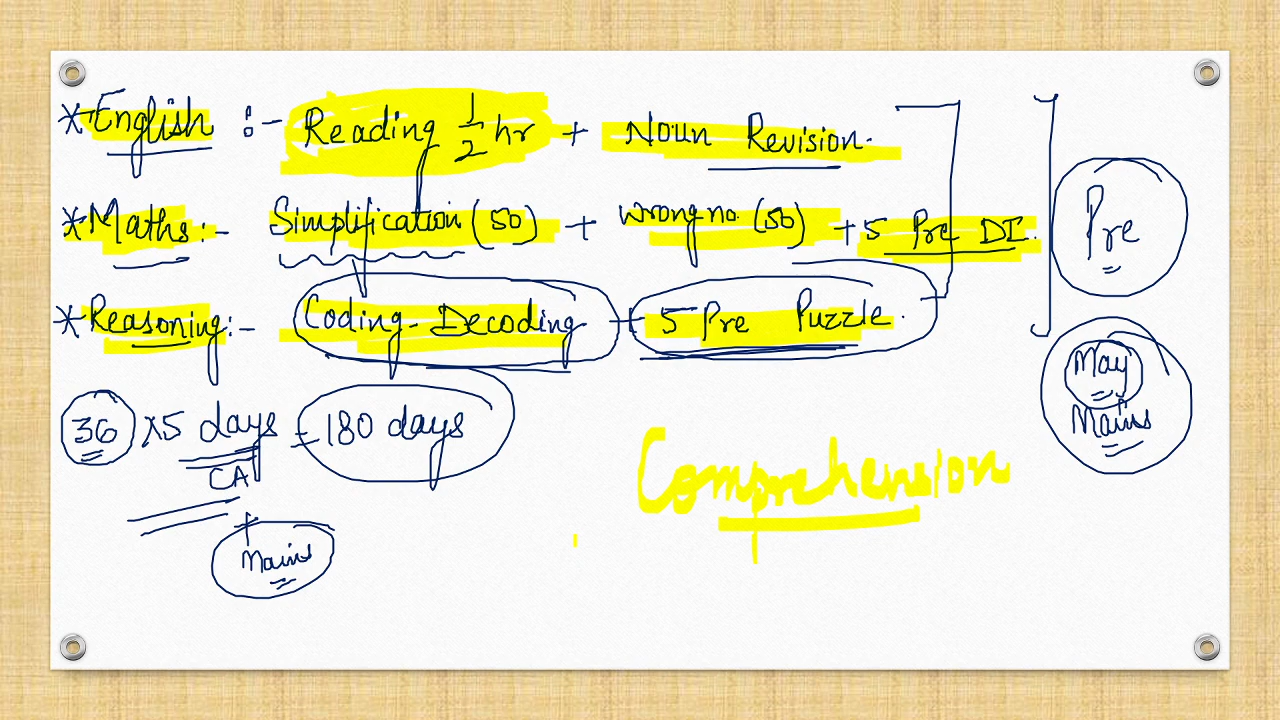 * English :- Reading 1/2 hr + Noun Revision.
* Maths :- Simplification (50) + wrong no. (50) + 5 Pre DI.
Pre
* Reasoning :- Coding-Decoding + 5 Pre Puzzle.
May
Mains
36 x5 days = 180 days
CA
+
Mains
Comprehension